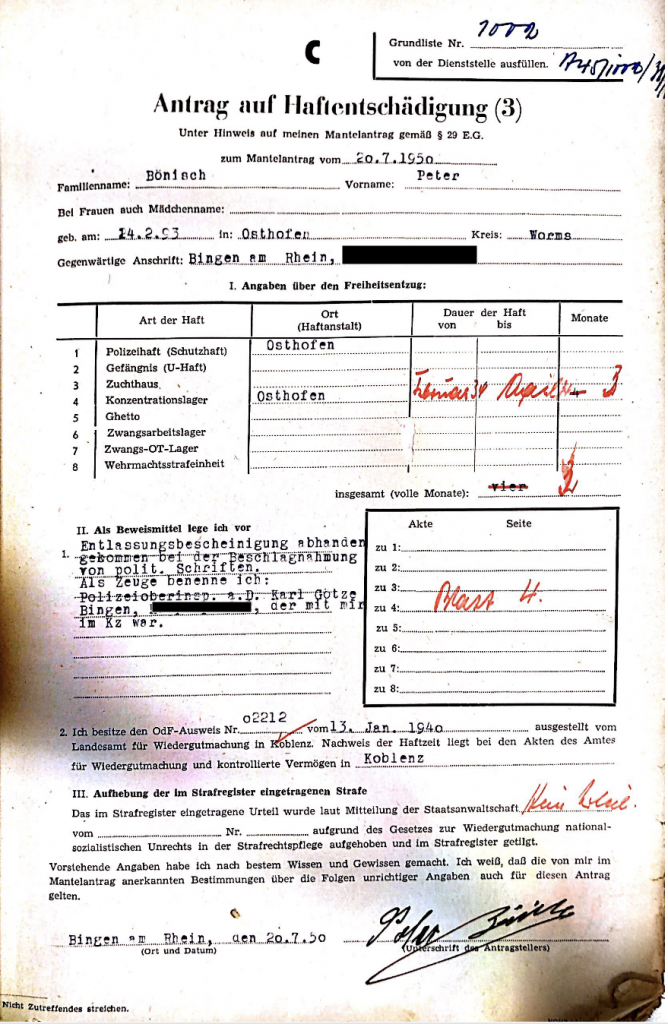 1002
C
Grundliste Nr.
von der Dienststelle ausfüllen.
Antrag auf Haftentschädigung (3)
Unter Hinweis auf meinen Mantelantrag gemäß § 29 E.G.
zum Mantelantrag vom 20.7.1950
Familienname: Bönisch Vorname: Peter
Bei Frauen auch Mädchenname:
geb. am: 14.2.93 in: Osthofen Kreis: Worms
Gegenwärtige Anschrift: Bingen am Rhein,
I. Angaben über den Freiheitsentzug:
Art der Haft Ort (Haftanstalt) Dauer der Haft von bis Monate
1 Polizeihaft (Schutzhaft) Osthofen
2 Gefängnis (U-Haft)
3 Zuchthaus
4 Konzentrationslager Osthofen 3
5 Ghetto
6 Zwangsarbeitslager
7 Zwangs-OT-Lager
8 Wehrmachtsstrafeinheit
insgesamt (volle Monate): vier 3
II. Als Beweismittel lege ich vor
1. Entlassungsbescheinigung abhanden
gekommen bei der Beschlagnahmung
von polit. Schriften.
Als Zeuge benenne ich:
Polizeioberinsp. a.D. Karl Götze
Bingen, , der mit mir
im Kz war.
Akte Seite
zu 1:
zu 2:
zu 3:
zu 4: Blatt 4.
zu 5:
zu 6:
zu 7:
zu 8:
2. Ich besitze den OdF-Ausweis Nr. o2212 vom 13. Jan. 194o ausgestellt vom
Landesamt für Wiedergutmachung in Koblenz. Nachweis der Haftzeit liegt bei den Akten des Amtes
für Wiedergutmachung und kontrollierte Vermögen in Koblenz
III. Aufhebung der im Strafregister eingetragenen Strafe
Das im Strafregister eingetragene Urteil wurde laut Mitteilung der Staatsanwaltschaft
vom Nr. aufgrund des Gesetzes zur Wiedergutmachung national-
sozialistischen Unrechts in der Strafrechtspflege aufgehoben und im Strafregister getilgt.
Vorstehende Angaben habe ich nach bestem Wissen und Gewissen gemacht. Ich weiß, daß die von mir im
Mantelantrag anerkannten Bestimmungen über die Folgen unrichtiger Angaben auch für diesen Antrag
gelten.
Bingen am Rhein, den 20.7.50 Peter
(Ort und Datum) (Unterschrift des Antragstellers)
Nicht Zutreffendes streichen.